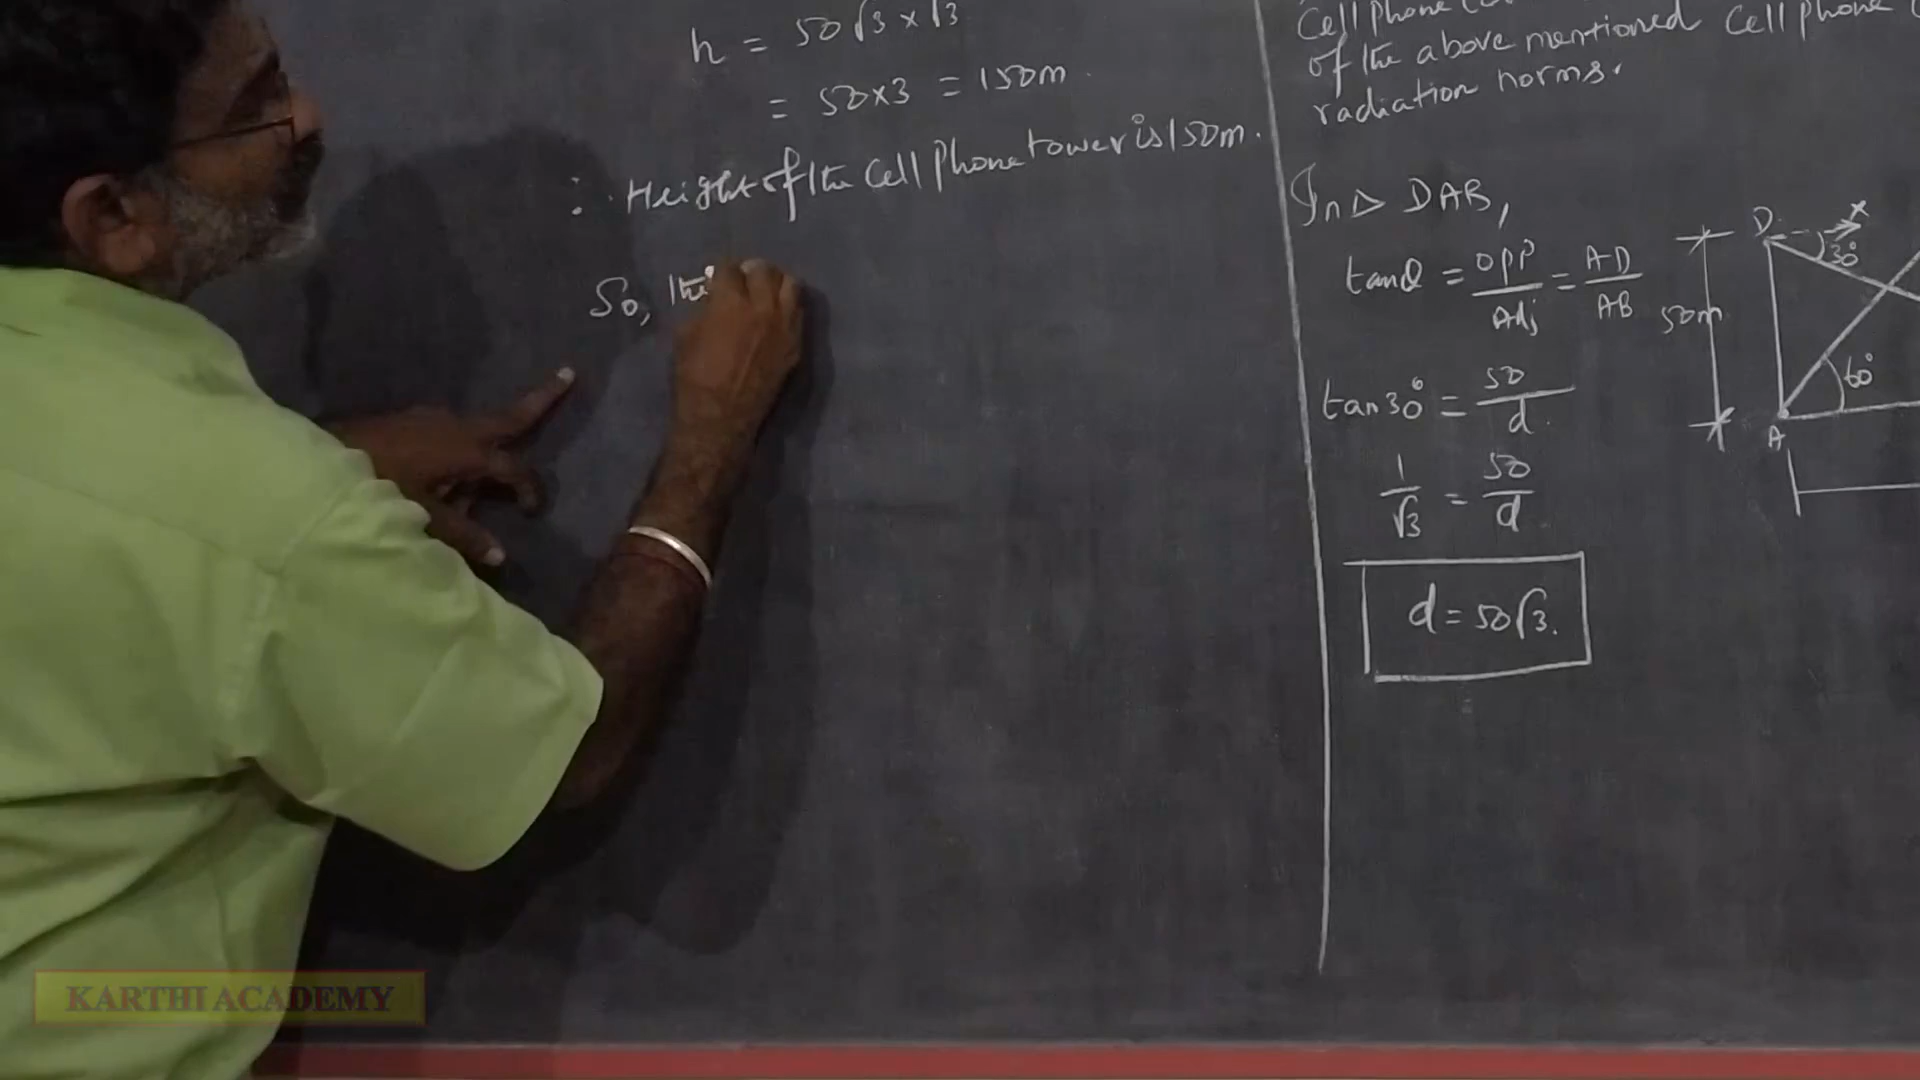 h = 50√3 × √3
= 50×3 = 150m.
∴ Height of the cell phone tower is 150m.
So, the
cell phone
of the above mentioned cell phone
radiation norms.
In △ DAB,
tanθ = opp/Adj = AD/AB
tan30° = 50/d
1/√3 = 50/d
d = 50√3.
D
x
30°
50m
60°
A
KARTHI ACADEMY